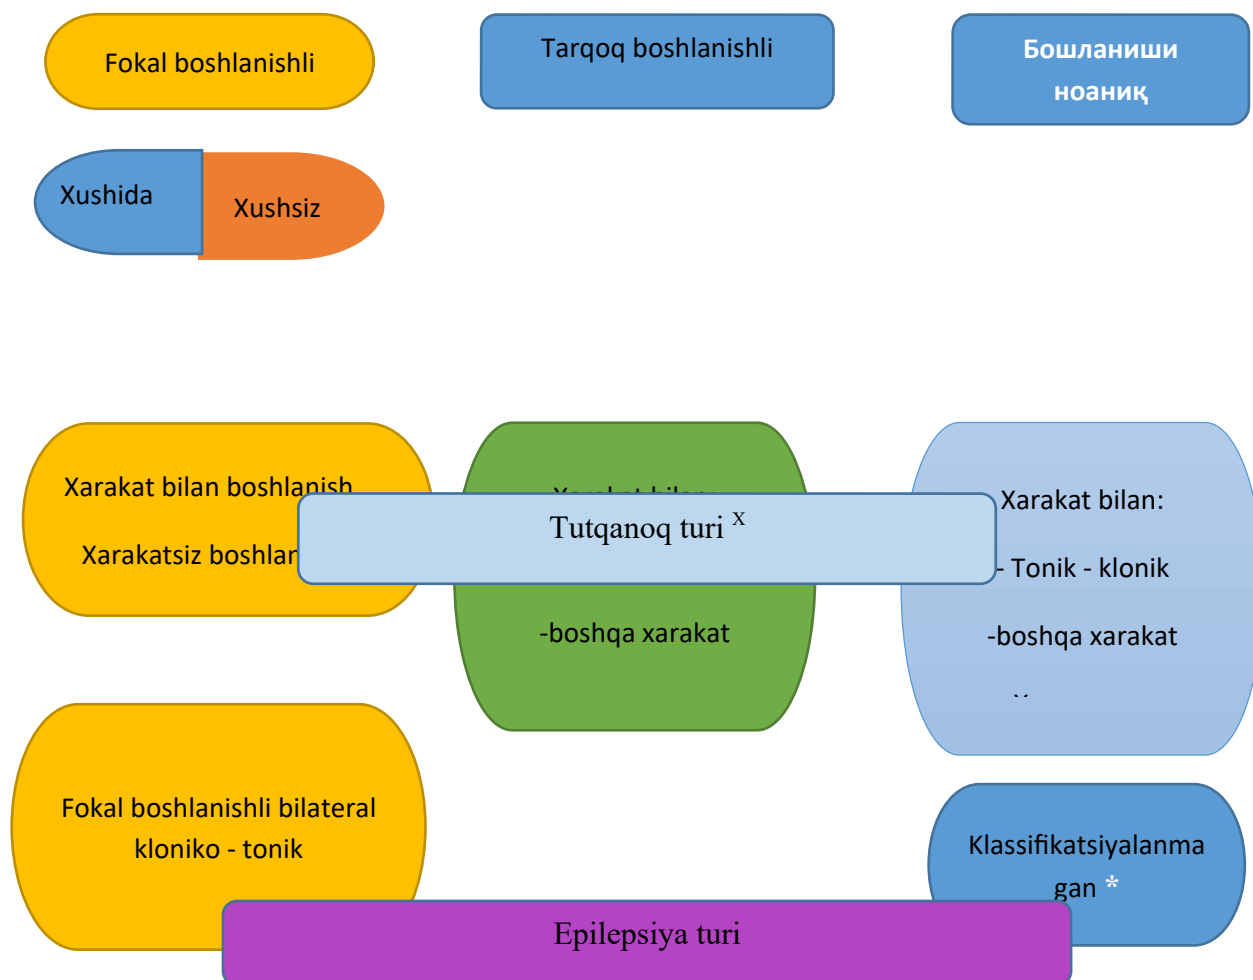 Fokal boshlanishli
Tarqoq boshlanishli
Бошланиши
ноаниқ
Xushida
Xushsiz
Xarakat bilan boshlanish
Xarakatsiz
Tutqanoq turi X
-boshqa xarakat
Xarakat bilan:
- Tonik - klonik
-boshqa xarakat
Fokal boshlanishli bilateral
kloniko - tonik
Klassifikatsiyalanma
gan *
Epilepsiya turi